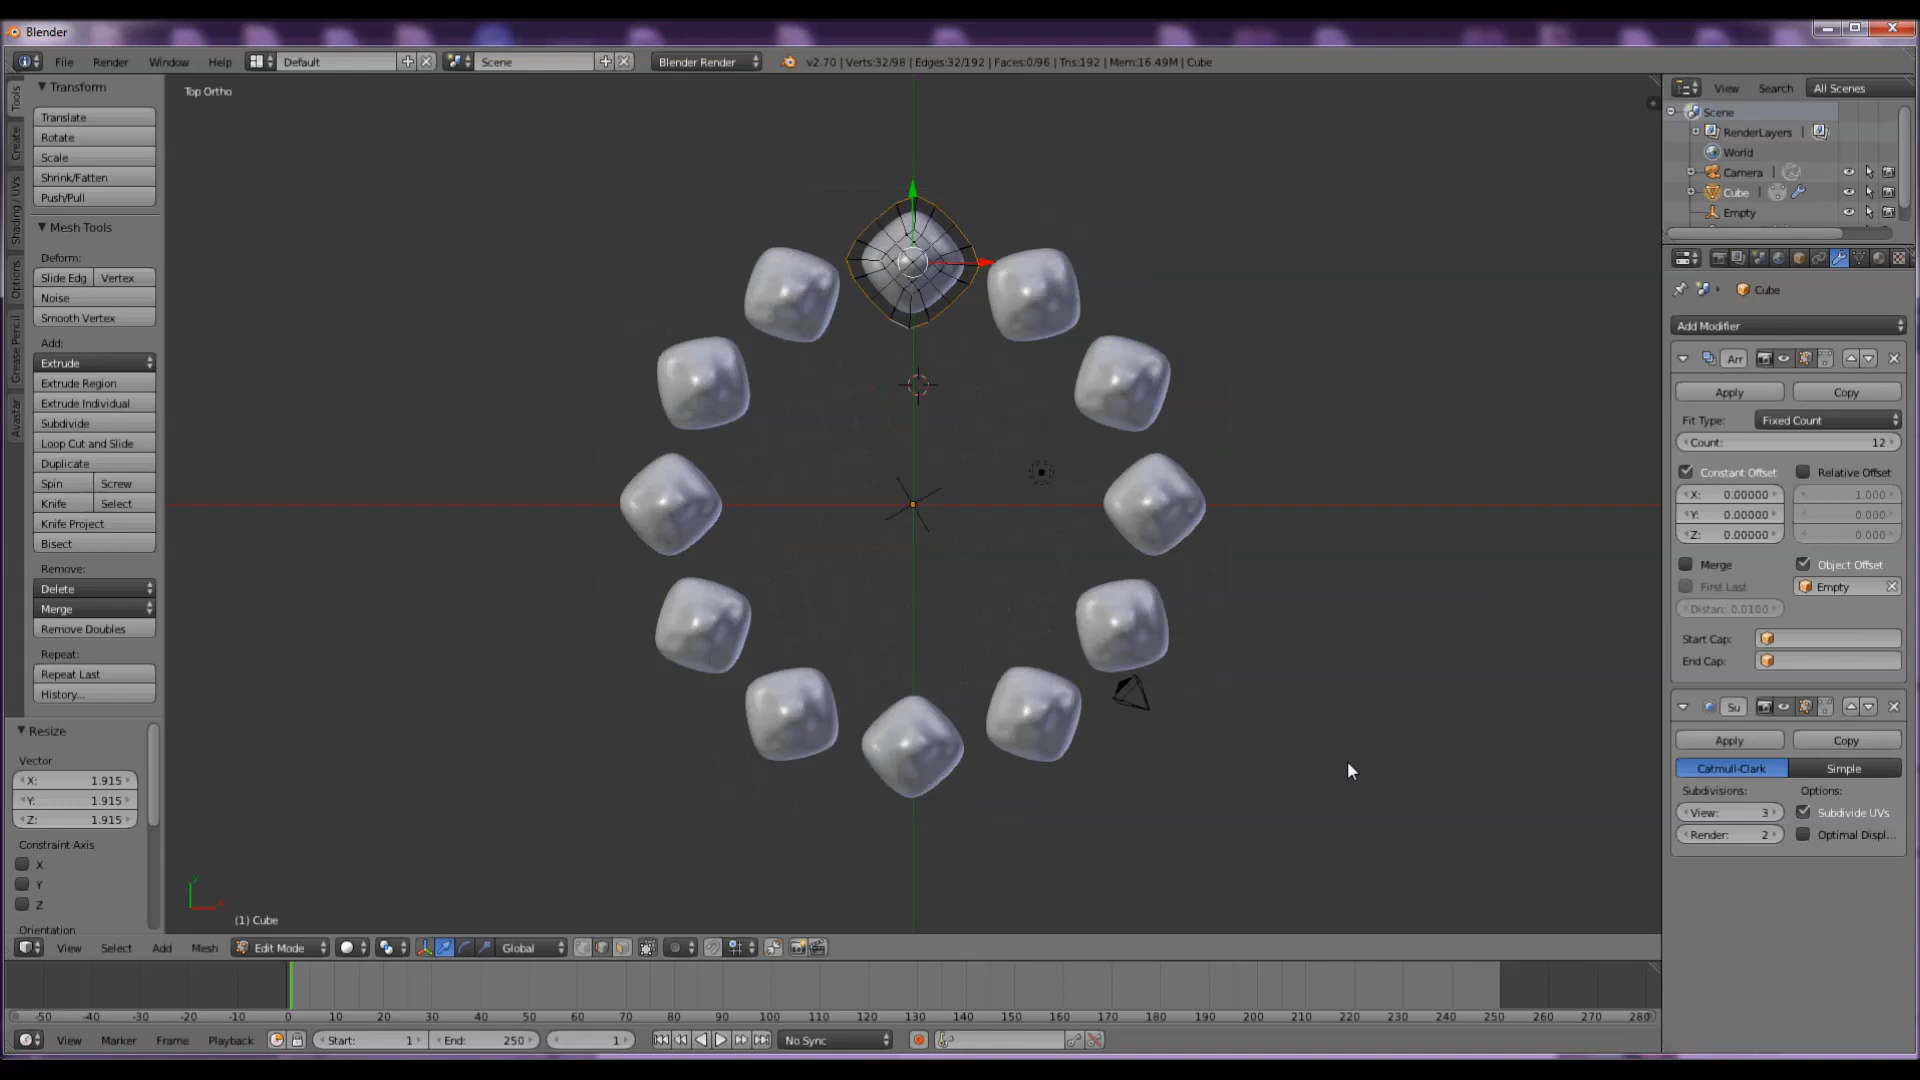 Blender
File Render Window Help Default Scene Blender Render v2.70 | Verts:32/98 | Edges:32/192 | Faces:0/96 | Tris:192 | Mem:16.49M | Cube
Tools
Create
Shading / UVs
Options
Grease Pencil
Avastar
Transform
Translate
Rotate
Scale
Shrink/Fatten
Push/Pull
Mesh Tools
Deform:
Slide Edg Vertex
Noise
Smooth Vertex
Add:
Extrude
Extrude Region
Extrude Individual
Subdivide
Loop Cut and Slide
Duplicate
Spin Screw
Knife Select
Knife Project
Bisect
Remove:
Delete
Merge
Remove Doubles
Repeat:
Repeat Last
History...
Resize
Vector
X: 1.915
Y: 1.915
Z: 1.915
Constraint Axis
X
Y
Z
Orientation
Top Ortho
(1) Cube
View Select Add Mesh Edit Mode Global
-50 -40 -30 -20 -10 0 10 20 30 40 50 60 70 80 90 100 110 120 130 140 150 160 170 180 190 200 210 220 230 240 250 260 270 280
View Marker Frame Playback Start: 1 End: 250 1 No Sync
View Search All Scenes
Scene
RenderLayers
World
Camera
Cube
Empty
Cube
Add Modifier
Arr
Apply Copy
Fit Type: Fixed Count
Count: 12
Constant Offset Relative Offset
X: 0.00000 1.000
Y: 0.00000 0.000
Z: 0.00000 0.000
Merge Object Offset
First Last Empty
Distan: 0.0100
Start Cap:
End Cap:
Su
Apply Copy
Catmull-Clark Simple
Subdivisions: Options:
View: 3 Subdivide UVs
Render: 2 Optimal Displ...